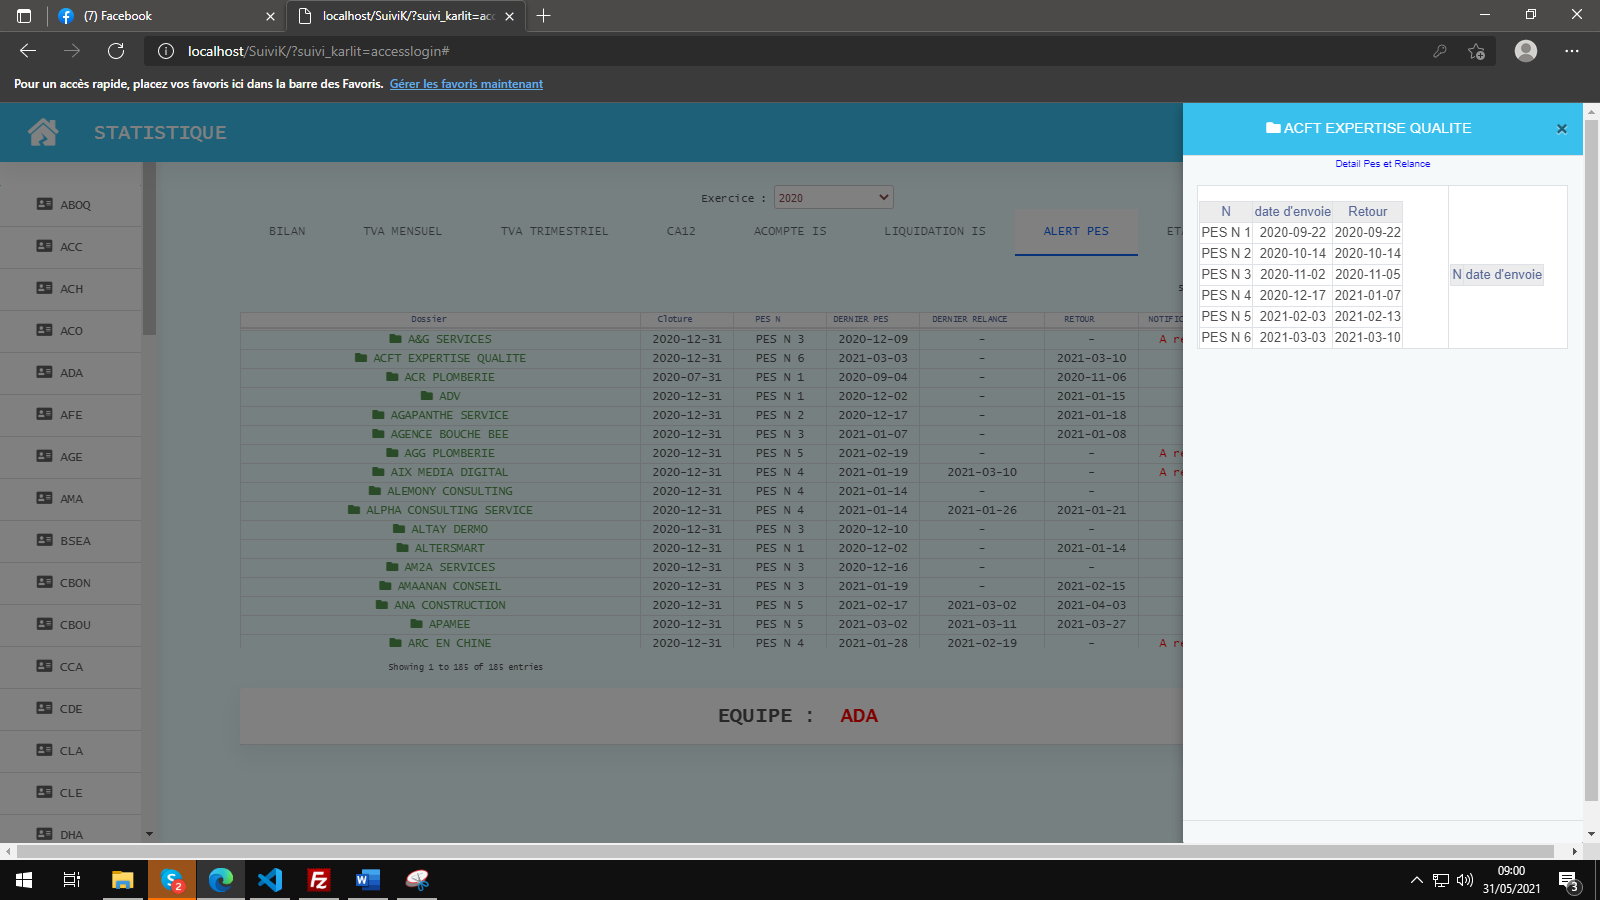 (7) Facebook
localhost/SuiviK/?suivi_karlit=acc
localhost/SuiviK/?suivi_karlit=accesslogin#
Pour un accès rapide, placez vos favoris ici dans la barre des Favoris. Gérer les favoris maintenant
STATISTIQUE
ACFT EXPERTISE QUALITE
Detail Pes et Relance
N date d'envoie Retour
PES N 1 2020-09-22 2020-09-22
PES N 2 2020-10-14 2020-10-14
PES N 3 2020-11-02 2020-11-05
PES N 4 2020-12-17 2021-01-07
PES N 5 2021-02-03 2021-02-13
PES N 6 2021-03-03 2021-03-10
N date d'envoie
ABOQ
ACC
ACH
ACO
ADA
AFE
AGE
AMA
BSEA
CBON
CBOU
CCA
CDE
CLA
CLE
DHA
Exercice : 2020
BILAN TVA MENSUEL TVA TRIMESTRIEL CA12 ACOMPTE IS LIQUIDATION IS ALERT PES ET
Dossier Cloture PES N DERNIER PES DERNIER RELANCE RETOUR NOTIFIC
A&G SERVICES 2020-12-31 PES N 3 2020-12-09 - - A re
ACFT EXPERTISE QUALITE 2020-12-31 PES N 6 2021-03-03 - 2021-03-10
ACR PLOMBERIE 2020-07-31 PES N 1 2020-09-04 - 2020-11-06
ADV 2020-12-31 PES N 1 2020-12-02 - 2021-01-15
AGAPANTHE SERVICE 2020-12-31 PES N 2 2020-12-17 - 2021-01-18
AGENCE BOUCHE BEE 2020-12-31 PES N 3 2021-01-07 - 2021-01-08
AGG PLOMBERIE 2020-12-31 PES N 5 2021-02-19 - - A re
AIX MEDIA DIGITAL 2020-12-31 PES N 4 2021-01-19 2021-03-10 - A re
ALEMONY CONSULTING 2020-12-31 PES N 4 2021-01-14 - -
ALPHA CONSULTING SERVICE 2020-12-31 PES N 4 2021-01-14 2021-01-26 2021-01-21
ALTAY DERMO 2020-12-31 PES N 3 2020-12-10 - -
ALTERSMART 2020-12-31 PES N 1 2020-12-02 - 2021-01-14
AM2A SERVICES 2020-12-31 PES N 3 2020-12-16 - -
AMAANAN CONSEIL 2020-12-31 PES N 3 2021-01-19 - 2021-02-15
ANA CONSTRUCTION 2020-12-31 PES N 5 2021-02-17 2021-03-02 2021-04-03
APAMEE 2020-12-31 PES N 5 2021-03-02 2021-03-11 2021-03-27
ARC EN CHINE 2020-12-31 PES N 4 2021-01-28 2021-02-19 - A re
Showing 1 to 185 of 185 entries
EQUIPE : ADA
2
09:00
31/05/2021
3